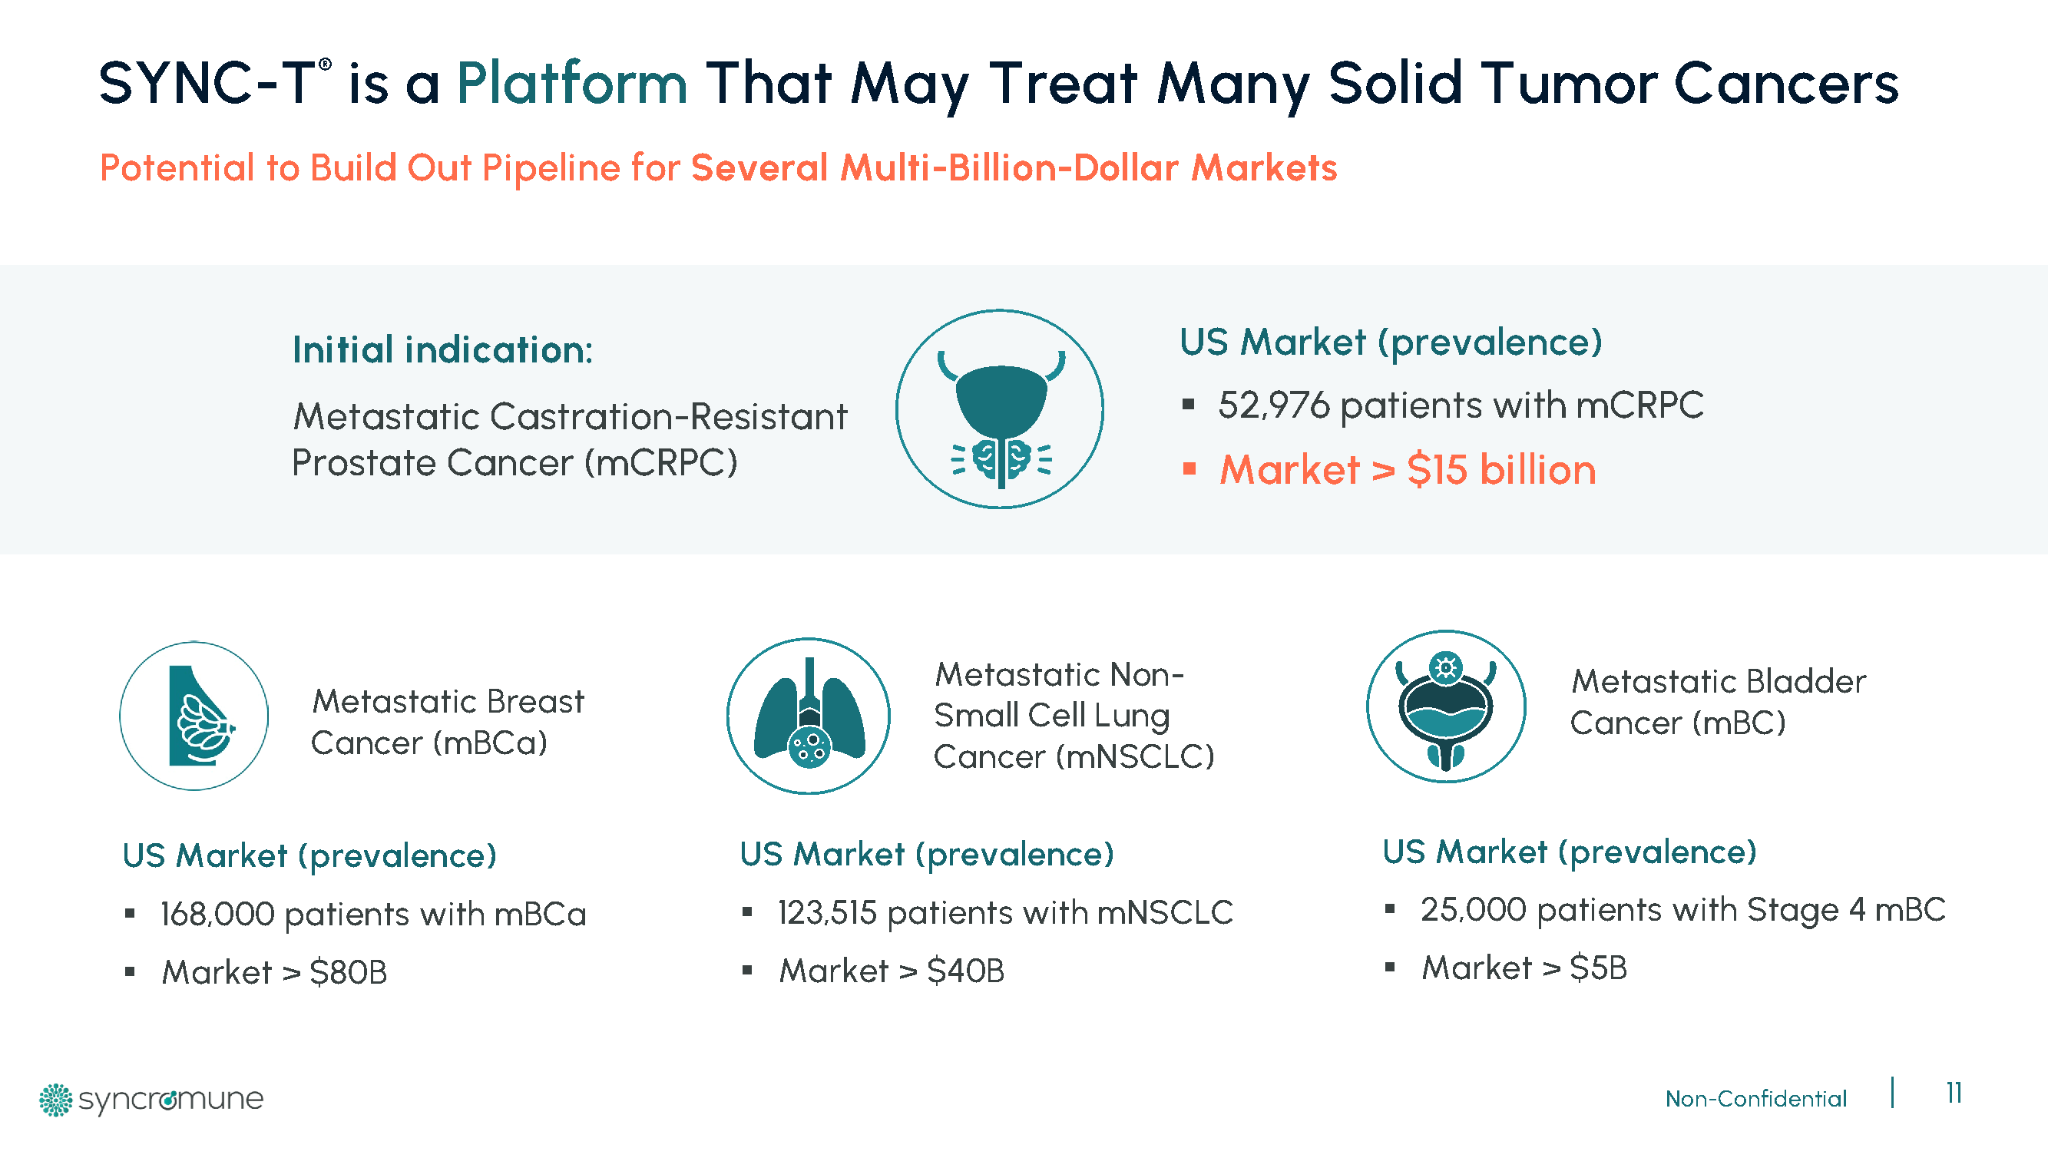 SYNC-T® is a Platform That May Treat Many Solid Tumor Cancers
Potential to Build Out Pipeline for Several Multi-Billion-Dollar Markets
Initial indication:
Metastatic Castration-Resistant
Prostate Cancer (mCRPC)
US Market (prevalence)
▪ 52,976 patients with mCRPC
▪ Market > $15 billion
Metastatic Breast
Cancer (mBCa)
US Market (prevalence)
▪ 168,000 patients with mBCa
▪ Market > $80B
Metastatic Non-
Small Cell Lung
Cancer (mNSCLC)
US Market (prevalence)
▪ 123,515 patients with mNSCLC
▪ Market > $40B
Metastatic Bladder
Cancer (mBC)
US Market (prevalence)
▪ 25,000 patients with Stage 4 mBC
▪ Market > $5B
syncromune
Non-Confidential | 11